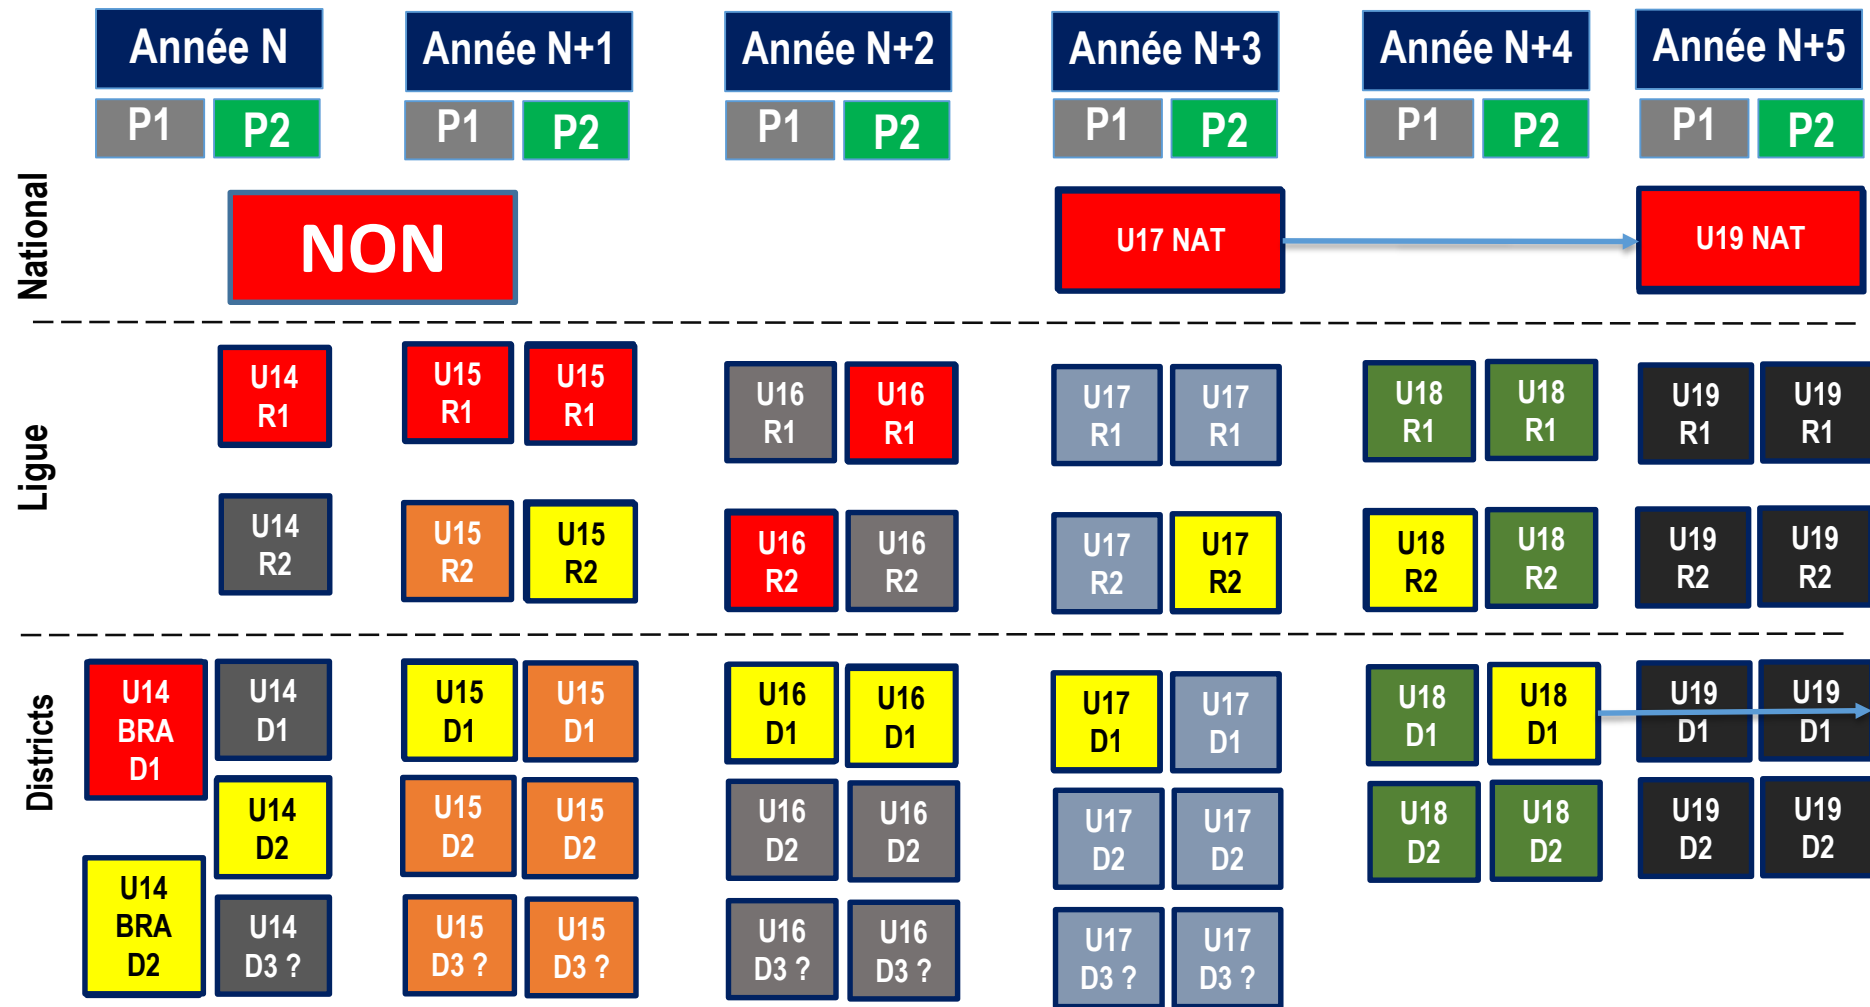 Année N
Année N+1
Année N+2
Année N+3
Année N+4
Année N+5
P1
P2
P1
P2
P1
P2
P1
P2
P1
P2
P1
P2
National
NON
U17 NAT
U19 NAT
Ligue
U14
R1
U15
R1
U15
R1
U16
R1
U16
R1
U17
R1
U17
R1
U18
R1
U18
R1
U19
R1
U19
R1
U14
R2
U15
R2
U15
R2
U16
R2
U16
R2
U17
R2
U17
R2
U18
R2
U18
R2
U19
R2
U19
R2
Districts
U14
BRA
D1
U14
D1
U15
D1
U15
D1
U16
D1
U16
D1
U17
D1
U17
D1
U18
D1
U18
D1
U19
D1
U19
D1
U14
D2
U15
D2
U15
D2
U16
D2
U16
D2
U17
D2
U17
D2
U18
D2
U18
D2
U19
D2
U19
D2
U14
BRA
D2
U14
D3 ?
U15
D3 ?
U15
D3 ?
U16
D3 ?
U16
D3 ?
U17
D3 ?
U17
D3 ?